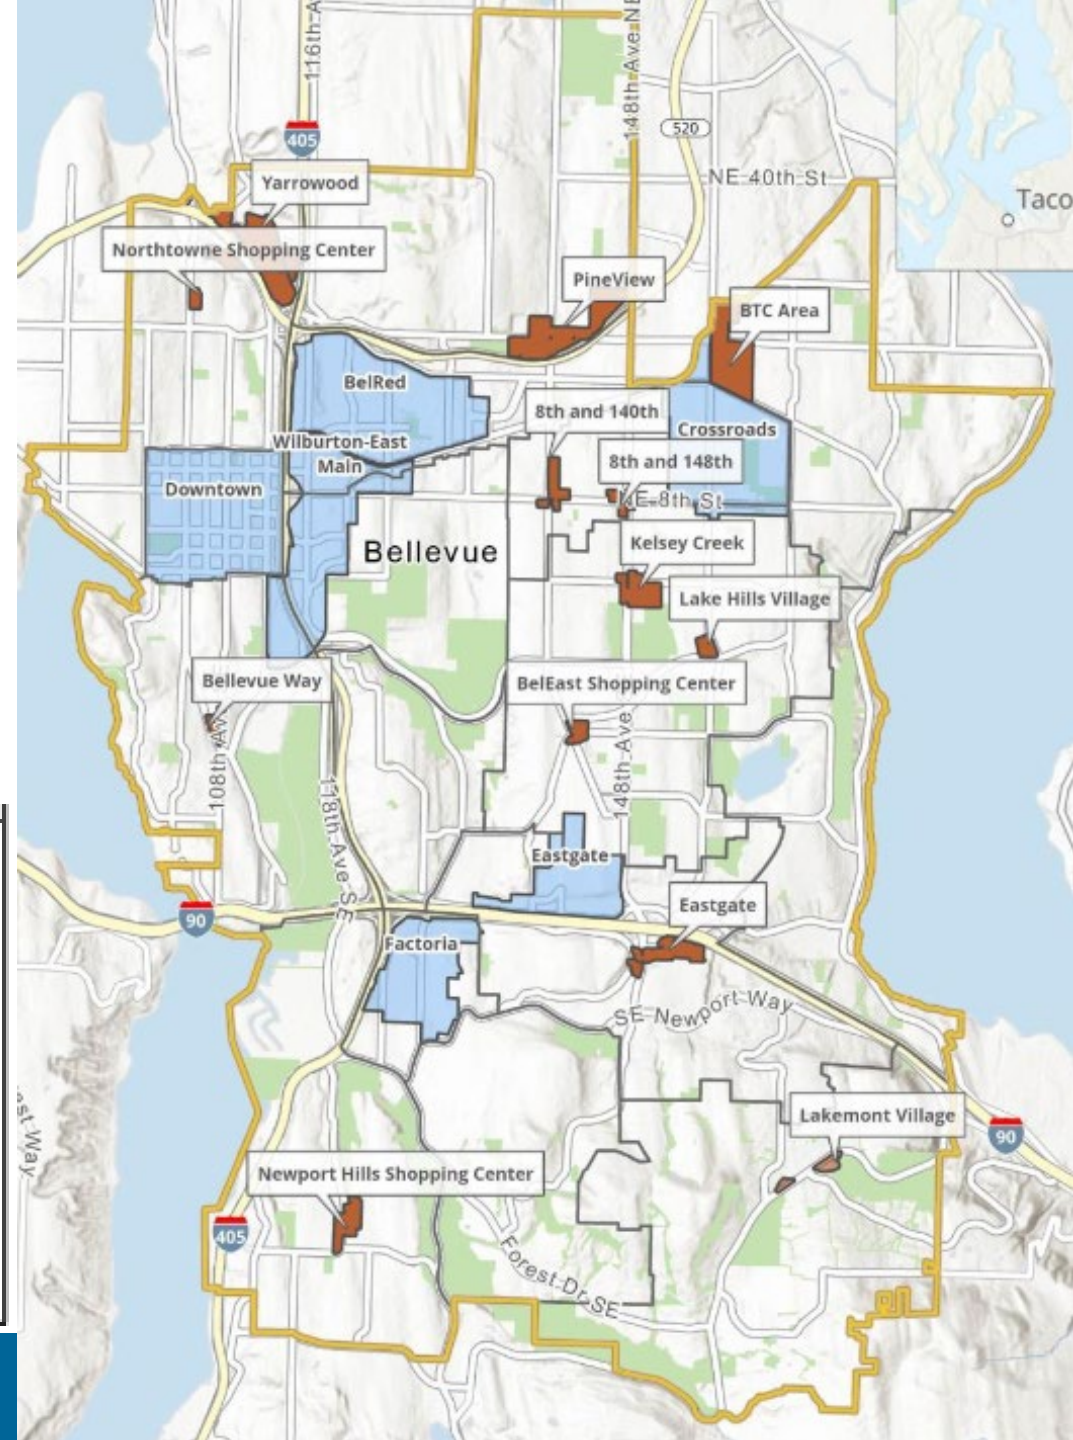 116th A
148th Ave NE
405
520
NE 40th St
Yarrowood
Taco
Northtowne Shopping Center
PineView
BTC Area
BelRed
8th and 140th
Crossroads
Wilburton-East
Main
8th and 148th
Downtown
NE 8th St
Bellevue
Kelsey Creek
Lake Hills Village
Bellevue Way
BelEast Shopping Center
108th Av
148th Ave
118th Ave SE
Eastgate
Eastgate
90
Factoria
SE Newport Way
est Way
Lakemont Village
90
Newport Hills Shopping Center
405
Forest Dr SE